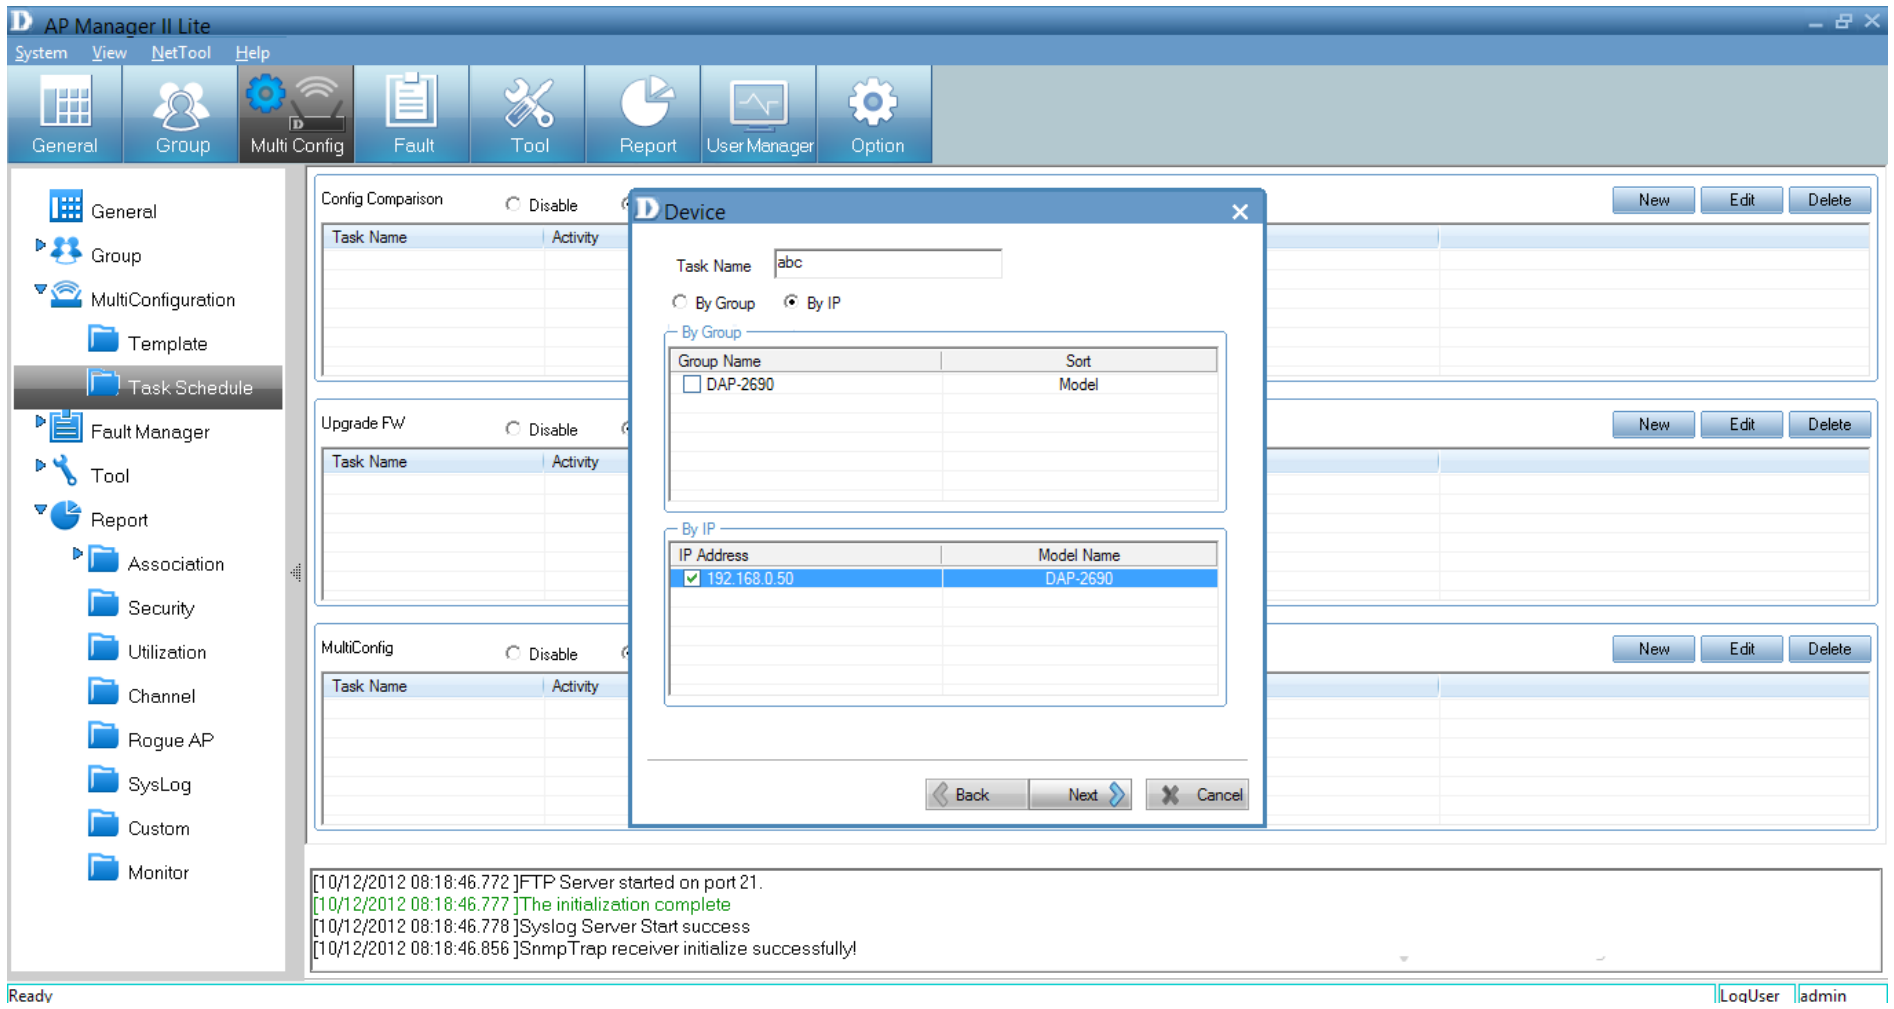 AP Manager II Lite
System View NetTool Help
General Group Multi Config Fault Tool Report User Manager Option
General
Group
MultiConfiguration
Template
Task Schedule
Fault Manager
Tool
Report
Association
Security
Utilization
Channel
Rogue AP
SysLog
Custom
Monitor
Config Comparison Disable New Edit Delete
Task Name Activity
Upgrade FW Disable New Edit Delete
Task Name Activity
MultiConfig Disable New Edit Delete
Task Name Activity
D Device
Task Name abc
By Group By IP
By Group
Group Name Sort
DAP-2690 Model
By IP
IP Address Model Name
192.168.0.50 DAP-2690
Back Next Cancel
[10/12/2012 08:18:46.772 ]FTP Server started on port 21.
[10/12/2012 08:18:46.777 ]The initialization complete
[10/12/2012 08:18:46.778 ]Syslog Server Start success
[10/12/2012 08:18:46.856 ]SnmpTrap receiver initialize successfully!
Ready LogUser admin